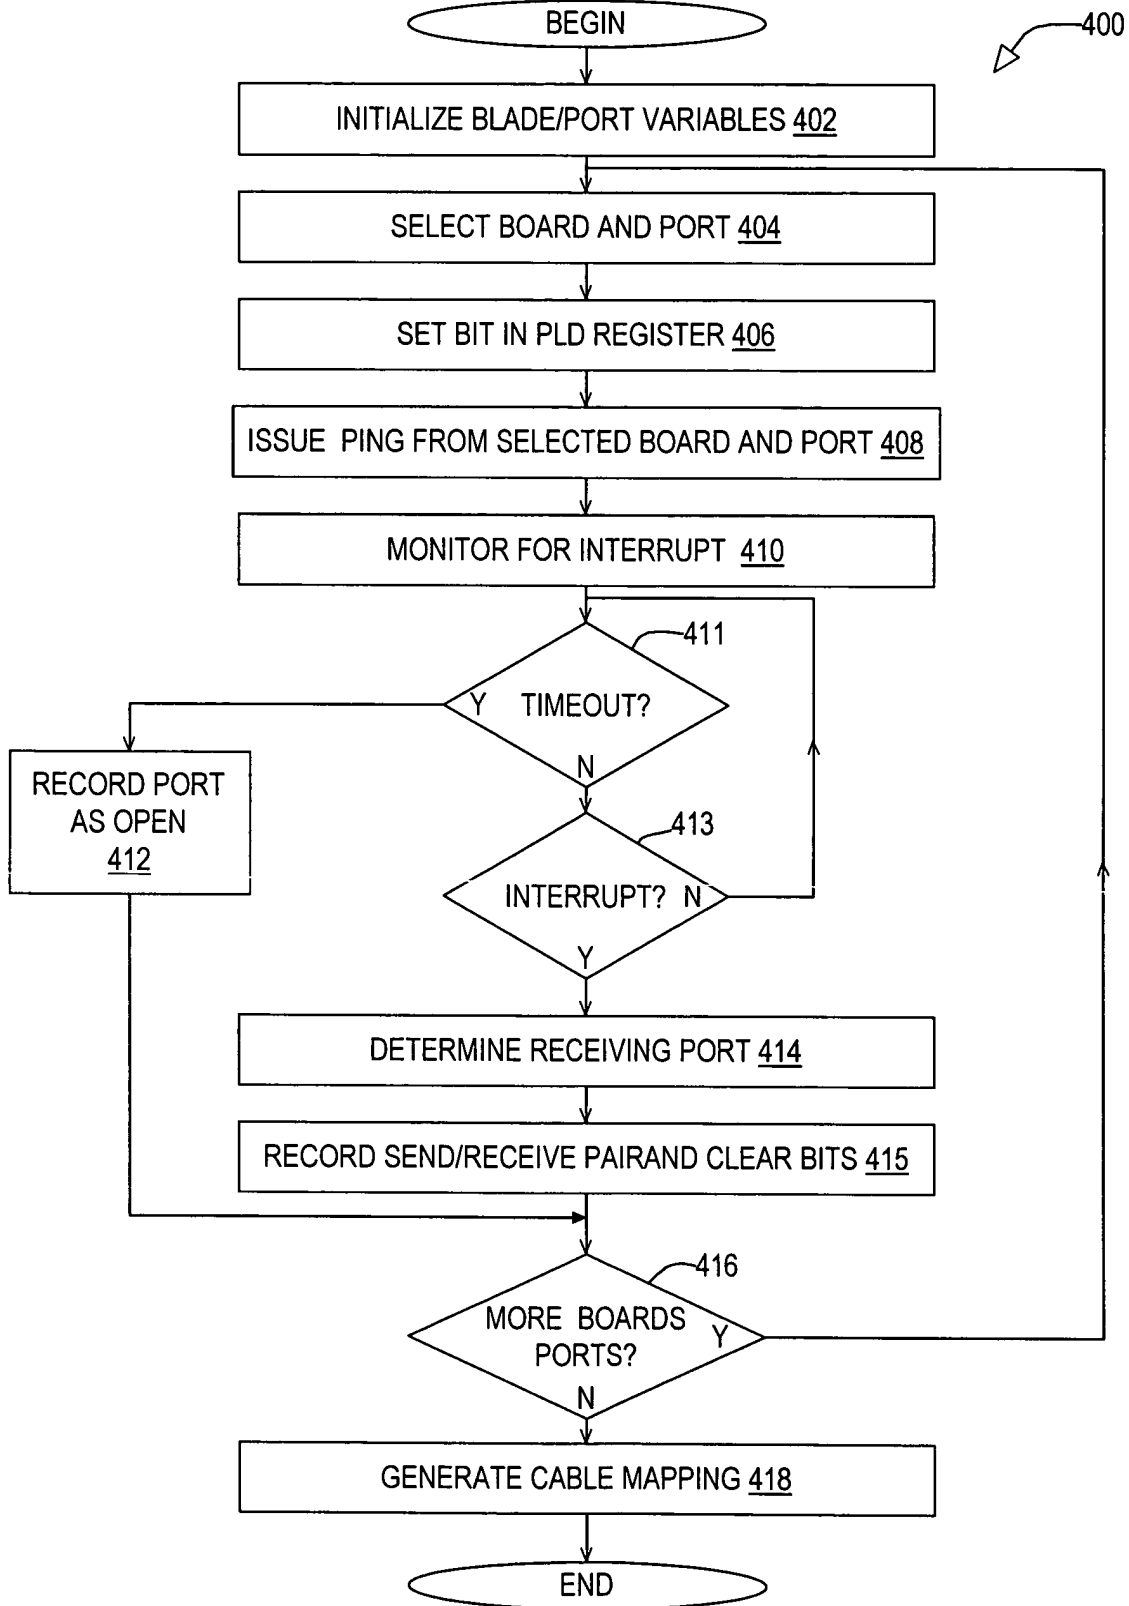 BEGIN
400
INITIALIZE BLADE/PORT VARIABLES 402
SELECT BOARD AND PORT 404
SET BIT IN PLD REGISTER 406
ISSUE PING FROM SELECTED BOARD AND PORT 408
MONITOR FOR INTERRUPT 410
411
Y TIMEOUT?
N
RECORD PORT
AS OPEN
412
413
INTERRUPT? N
Y
DETERMINE RECEIVING PORT 414
RECORD SEND/RECEIVE PAIRAND CLEAR BITS 415
416
MORE BOARDS
Y
PORTS?
N
GENERATE CABLE MAPPING 418
END